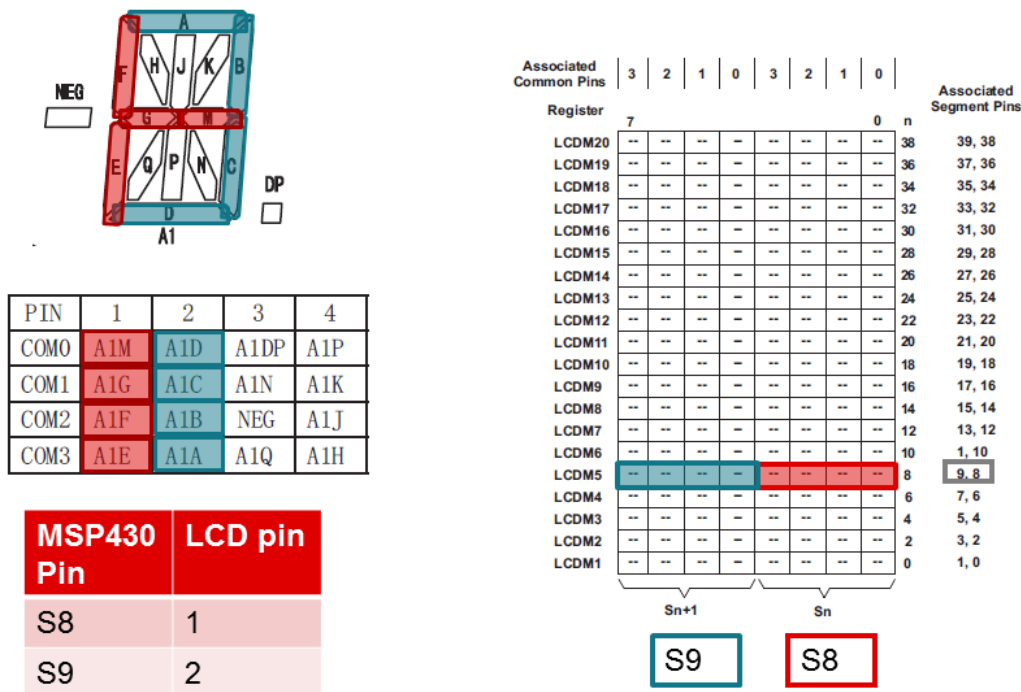 A
H J K
F B
NEG
G M
E Q P N C
DP
D
A1
PIN 1 2 3 4
COM0 A1M A1D A1DP A1P
COM1 A1G A1C A1N A1K
COM2 A1F A1B NEG A1J
COM3 A1E A1A A1Q A1H
MSP430 Pin LCD pin
S8 1
S9 2
Associated
Common Pins 3 2 1 0 3 2 1 0
Associated
Segment Pins
Register 7 0 n
LCDM20 -- -- -- -- -- -- -- -- 38 39, 38
LCDM19 -- -- -- -- -- -- -- -- 36 37, 36
LCDM18 -- -- -- -- -- -- -- -- 34 35, 34
LCDM17 -- -- -- -- -- -- -- -- 32 33, 32
LCDM16 -- -- -- -- -- -- -- -- 30 31, 30
LCDM15 -- -- -- -- -- -- -- -- 28 29, 28
LCDM14 -- -- -- -- -- -- -- -- 26 27, 26
LCDM13 -- -- -- -- -- -- -- -- 24 25, 24
LCDM12 -- -- -- -- -- -- -- -- 22 23, 22
LCDM11 -- -- -- -- -- -- -- -- 20 21, 20
LCDM10 -- -- -- -- -- -- -- -- 18 19, 18
LCDM9 -- -- -- -- -- -- -- -- 16 17, 16
LCDM8 -- -- -- -- -- -- -- -- 14 15, 14
LCDM7 -- -- -- -- -- -- -- -- 12 13, 12
LCDM6 -- -- -- -- -- -- -- -- 10 1, 10
LCDM5 -- -- -- -- -- -- -- -- 8 9, 8
LCDM4 -- -- -- -- -- -- -- -- 6 7, 6
LCDM3 -- -- -- -- -- -- -- -- 4 5, 4
LCDM2 -- -- -- -- -- -- -- -- 2 3, 2
LCDM1 -- -- -- -- -- -- -- -- 0 1, 0
Sn+1 Sn
S9 S8